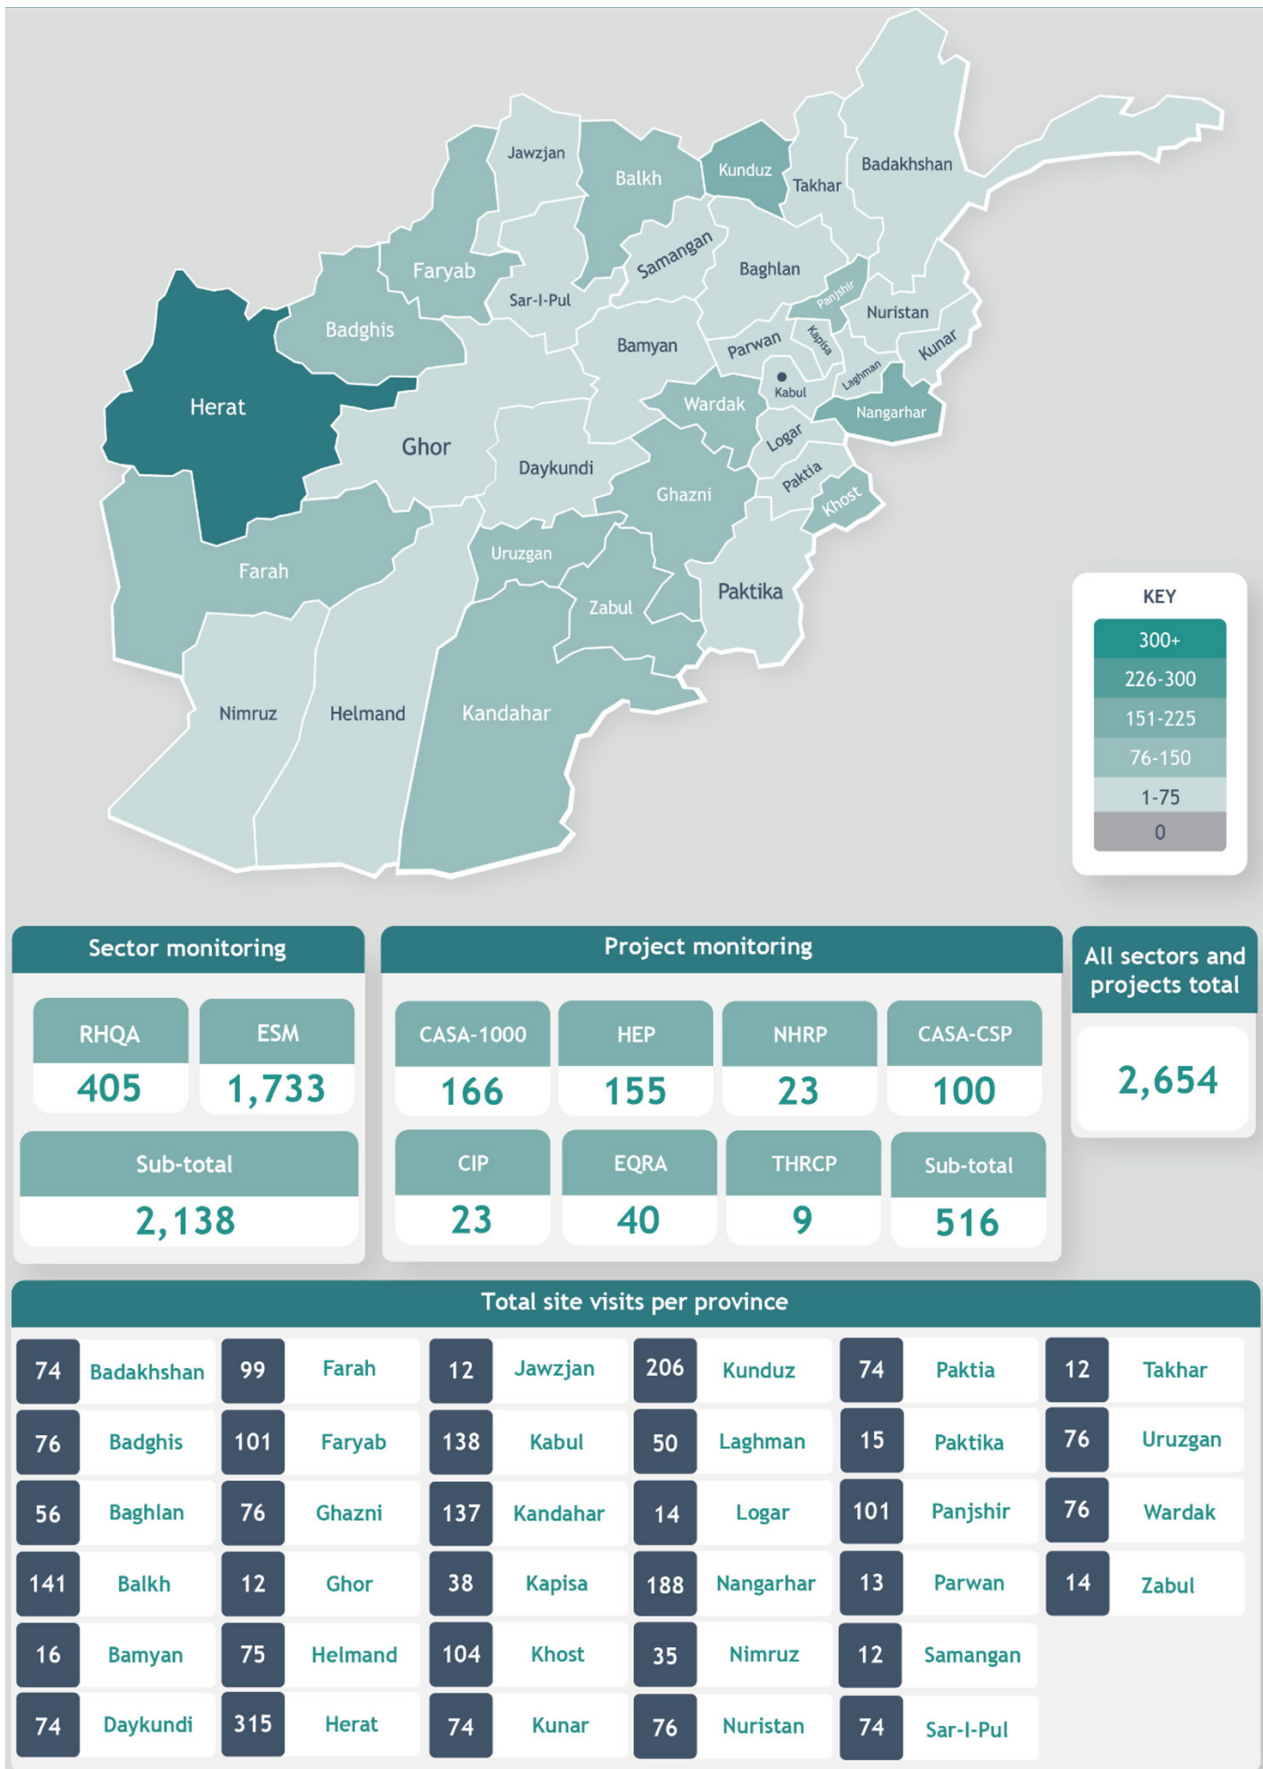 Jawzjan
Balkh
Kunduz
Takhar
Badakhshan
Faryab
Samangan
Baghlan
Sar-I-Pul
Panjshir
Nuristan
Badghis
Bamyan
Parwan
Kapisa
Kunar
Laghman
Kabul
Herat
Wardak
Nangarhar
Ghor
Logar
Daykundi
Paktia
Ghazni
Khost
Uruzgan
Farah
Zabul
Paktika
Nimruz
Helmand
Kandahar
KEY
300+
226-300
151-225
76-150
1-75
0
Sector monitoring
RHQA
405
ESM
1,733
Sub-total
2,138
Project monitoring
CASA-1000
166
HEP
155
NHRP
23
CASA-CSP
100
CIP
23
EQRA
40
THRCP
9
Sub-total
516
All sectors and
projects total
2,654
Total site visits per province
74 Badakhshan 99 Farah 12 Jawzjan 206 Kunduz 74 Paktia 12 Takhar
76 Badghis 101 Faryab 138 Kabul 50 Laghman 15 Paktika 76 Uruzgan
56 Baghlan 76 Ghazni 137 Kandahar 14 Logar 101 Panjshir 76 Wardak
141 Balkh 12 Ghor 38 Kapisa 188 Nangarhar 13 Parwan 14 Zabul
16 Bamyan 75 Helmand 104 Khost 35 Nimruz 12 Samangan
74 Daykundi 315 Herat 74 Kunar 76 Nuristan 74 Sar-I-Pul